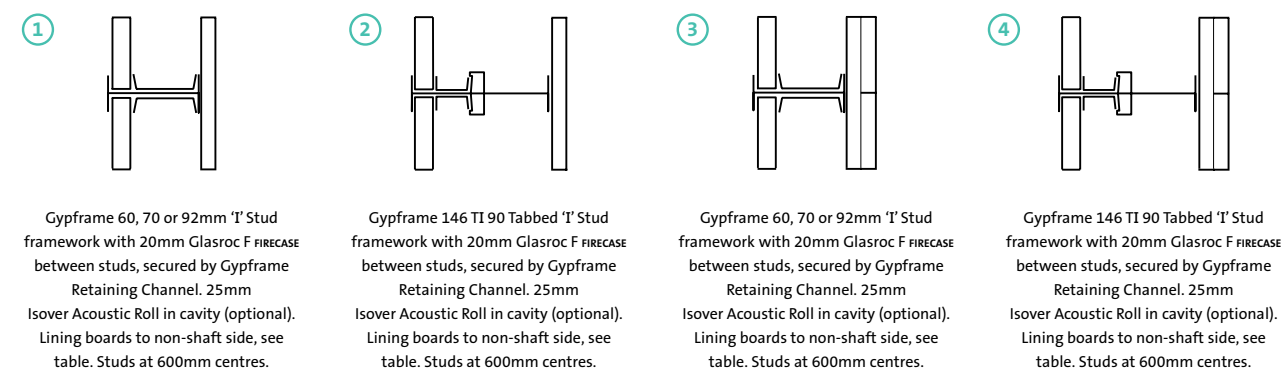 1
Gypframe 60, 70 or 92mm ‘I’ Stud
framework with 20mm Glasroc F FIRECASE
between studs, secured by Gypframe
Retaining Channel. 25mm
Isover Acoustic Roll in cavity (optional).
Lining boards to non-shaft side, see
table. Studs at 600mm centres.
2
Gypframe 146 TI 90 Tabbed ‘I’ Stud
framework with 20mm Glasroc F FIRECASE
between studs, secured by Gypframe
Retaining Channel. 25mm
Isover Acoustic Roll in cavity (optional).
Lining boards to non-shaft side, see
table. Studs at 600mm centres.
3
Gypframe 60, 70 or 92mm ‘I’ Stud
framework with 20mm Glasroc F FIRECASE
between studs, secured by Gypframe
Retaining Channel. 25mm
Isover Acoustic Roll in cavity (optional).
Lining boards to non-shaft side, see
table. Studs at 600mm centres.
4
Gypframe 146 TI 90 Tabbed ‘I’ Stud
framework with 20mm Glasroc F FIRECASE
between studs, secured by Gypframe
Retaining Channel. 25mm
Isover Acoustic Roll in cavity (optional).
Lining boards to non-shaft side, see
table. Studs at 600mm centres.